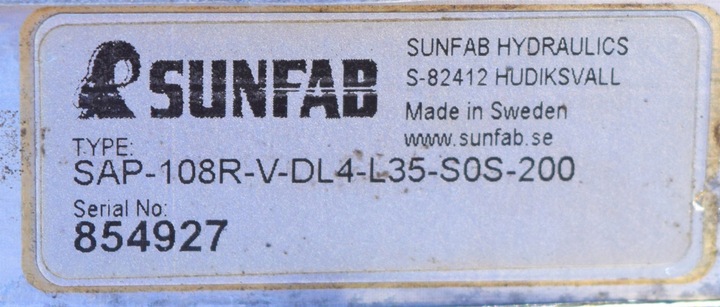 SUNFAB
SUNFAB HYDRAULICS
S-82412 HUDIKSVALL
Made in Sweden
www.sunfab.se
TYPE:
SAP-108R-V-DL4-L35-S0S-200
Serial No:
854927